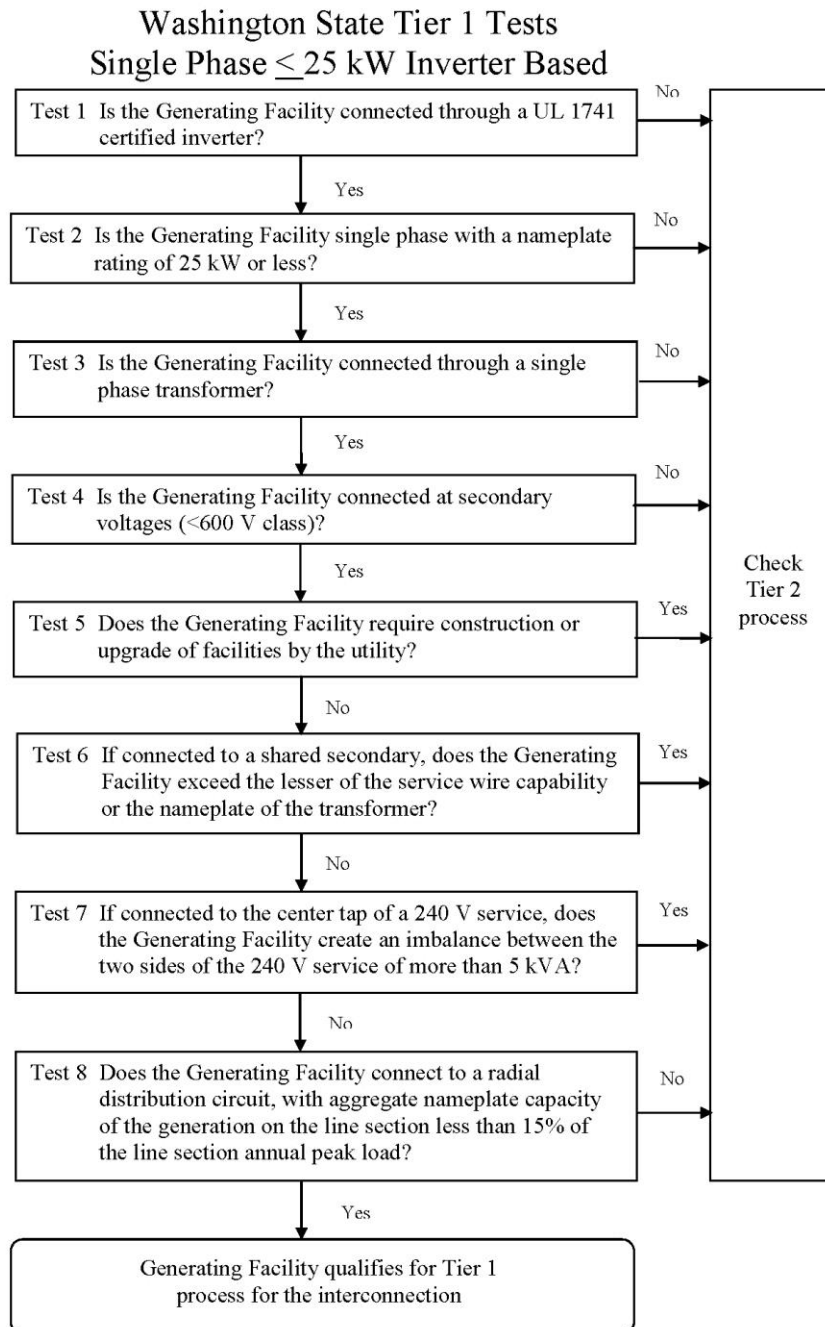 Washington State Tier 1 Tests
Single Phase < 25 kW Inverter Based
No
Test 1 Is the Generating Facility connected through a UL 1741
certified inverter?
Yes
No
Test 2 Is the Generating Facility single phase with a nameplate
rating of 25 kW or less?
Yes
No
Test 3 Is the Generating Facility connected through a single
phase transformer?
Yes
No
Test 4 Is the Generating Facility connected at secondary
voltages (<600 V class)?
Yes
Check
Tier 2
process
Yes
Test 5 Does the Generating Facility require construction or
upgrade of facilities by the utility?
No
Yes
Test 6 If connected to a shared secondary, does the Generating
Facility exceed the lesser of the service wire capability
or the nameplate of the transformer?
No
Yes
Test 7 If connected to the center tap of a 240 V service, does
the Generating Facility create an imbalance between the
two sides of the 240 V service of more than 5 kVA?
No
No
Test 8 Does the Generating Facility connect to a radial
distribution circuit, with aggregate nameplate capacity
of the generation on the line section less than 15% of
the line section annual peak load?
Yes
Generating Facility qualifies for Tier 1
process for the interconnection